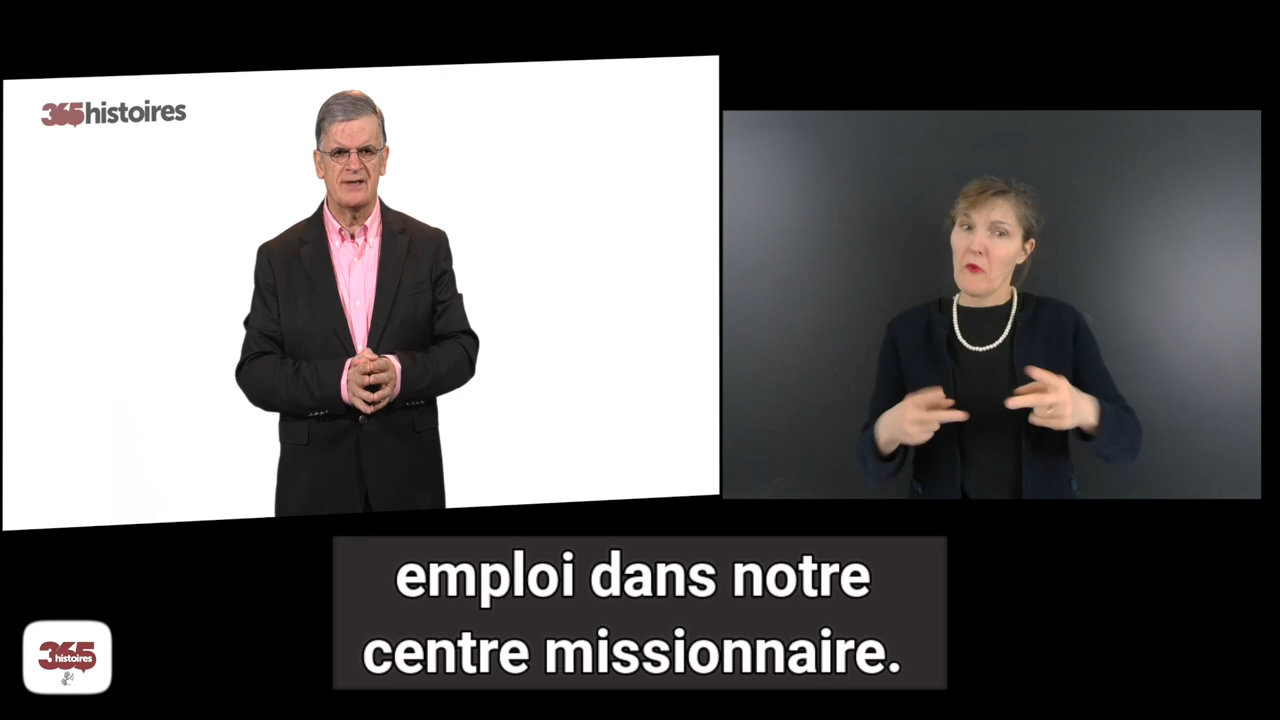 365histoires
emploi dans notre
centre missionnaire.
365
histoires